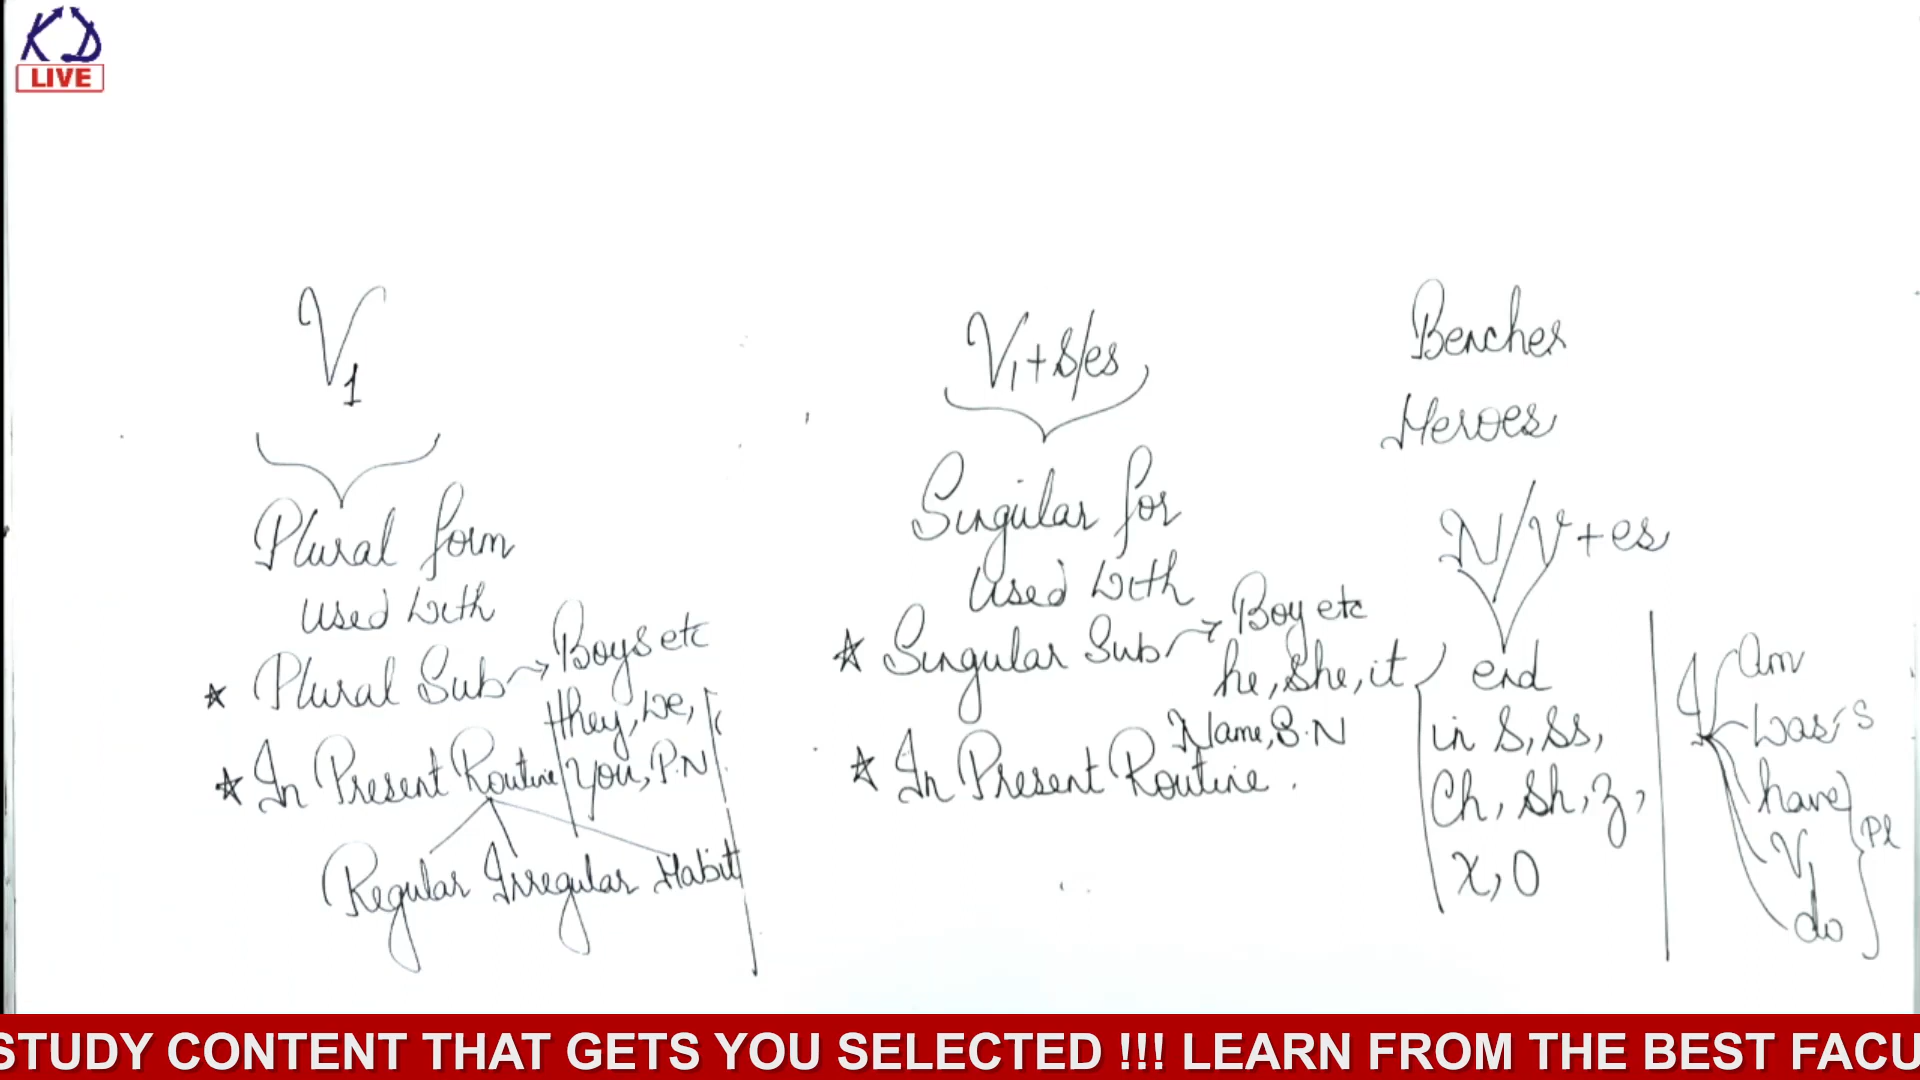 KD
LIVE
V1
Plural form
used with
★ Plural Sub → Boys etc
they, we, I
You, P.N
★ In Present Routine
Regular Irregular Habit
V1+s/es
Singular for
used with
★ Singular Sub → Boy etc
he, she, it
Name, S.N
★ In Present Routine.
Benches
Heroes
N/V+es
end
in S, SS,
Ch, Sh, z,
x, O
I
Am
was
S
have
V1
do
Pl
STUDY CONTENT THAT GETS YOU SELECTED !!! LEARN FROM THE BEST FACU